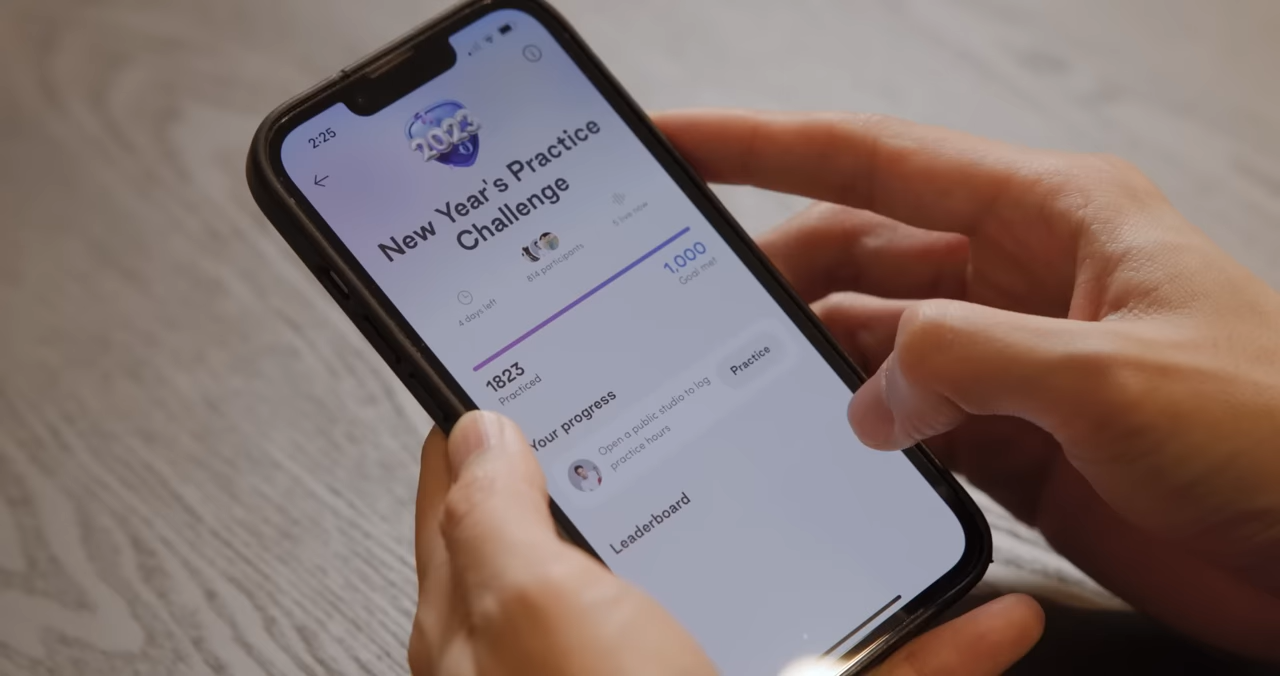 2:25
2023
New Year's Practice
Challenge
4 days left
814 participants
5 live now
1,000
Goal met
1823
Practiced
Your progress
Open a public studio to log
practice hours
Practice
Leaderboard